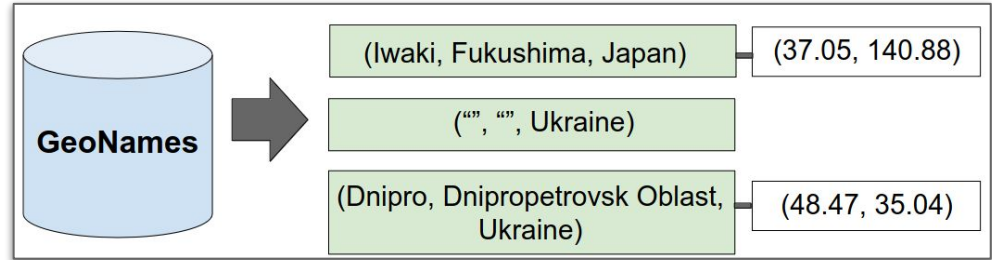 GeoNames
(Iwaki, Fukushima, Japan)
(37.05, 140.88)
(“”, “”, Ukraine)
(Dnipro, Dnipropetrovsk Oblast,
Ukraine)
(48.47, 35.04)